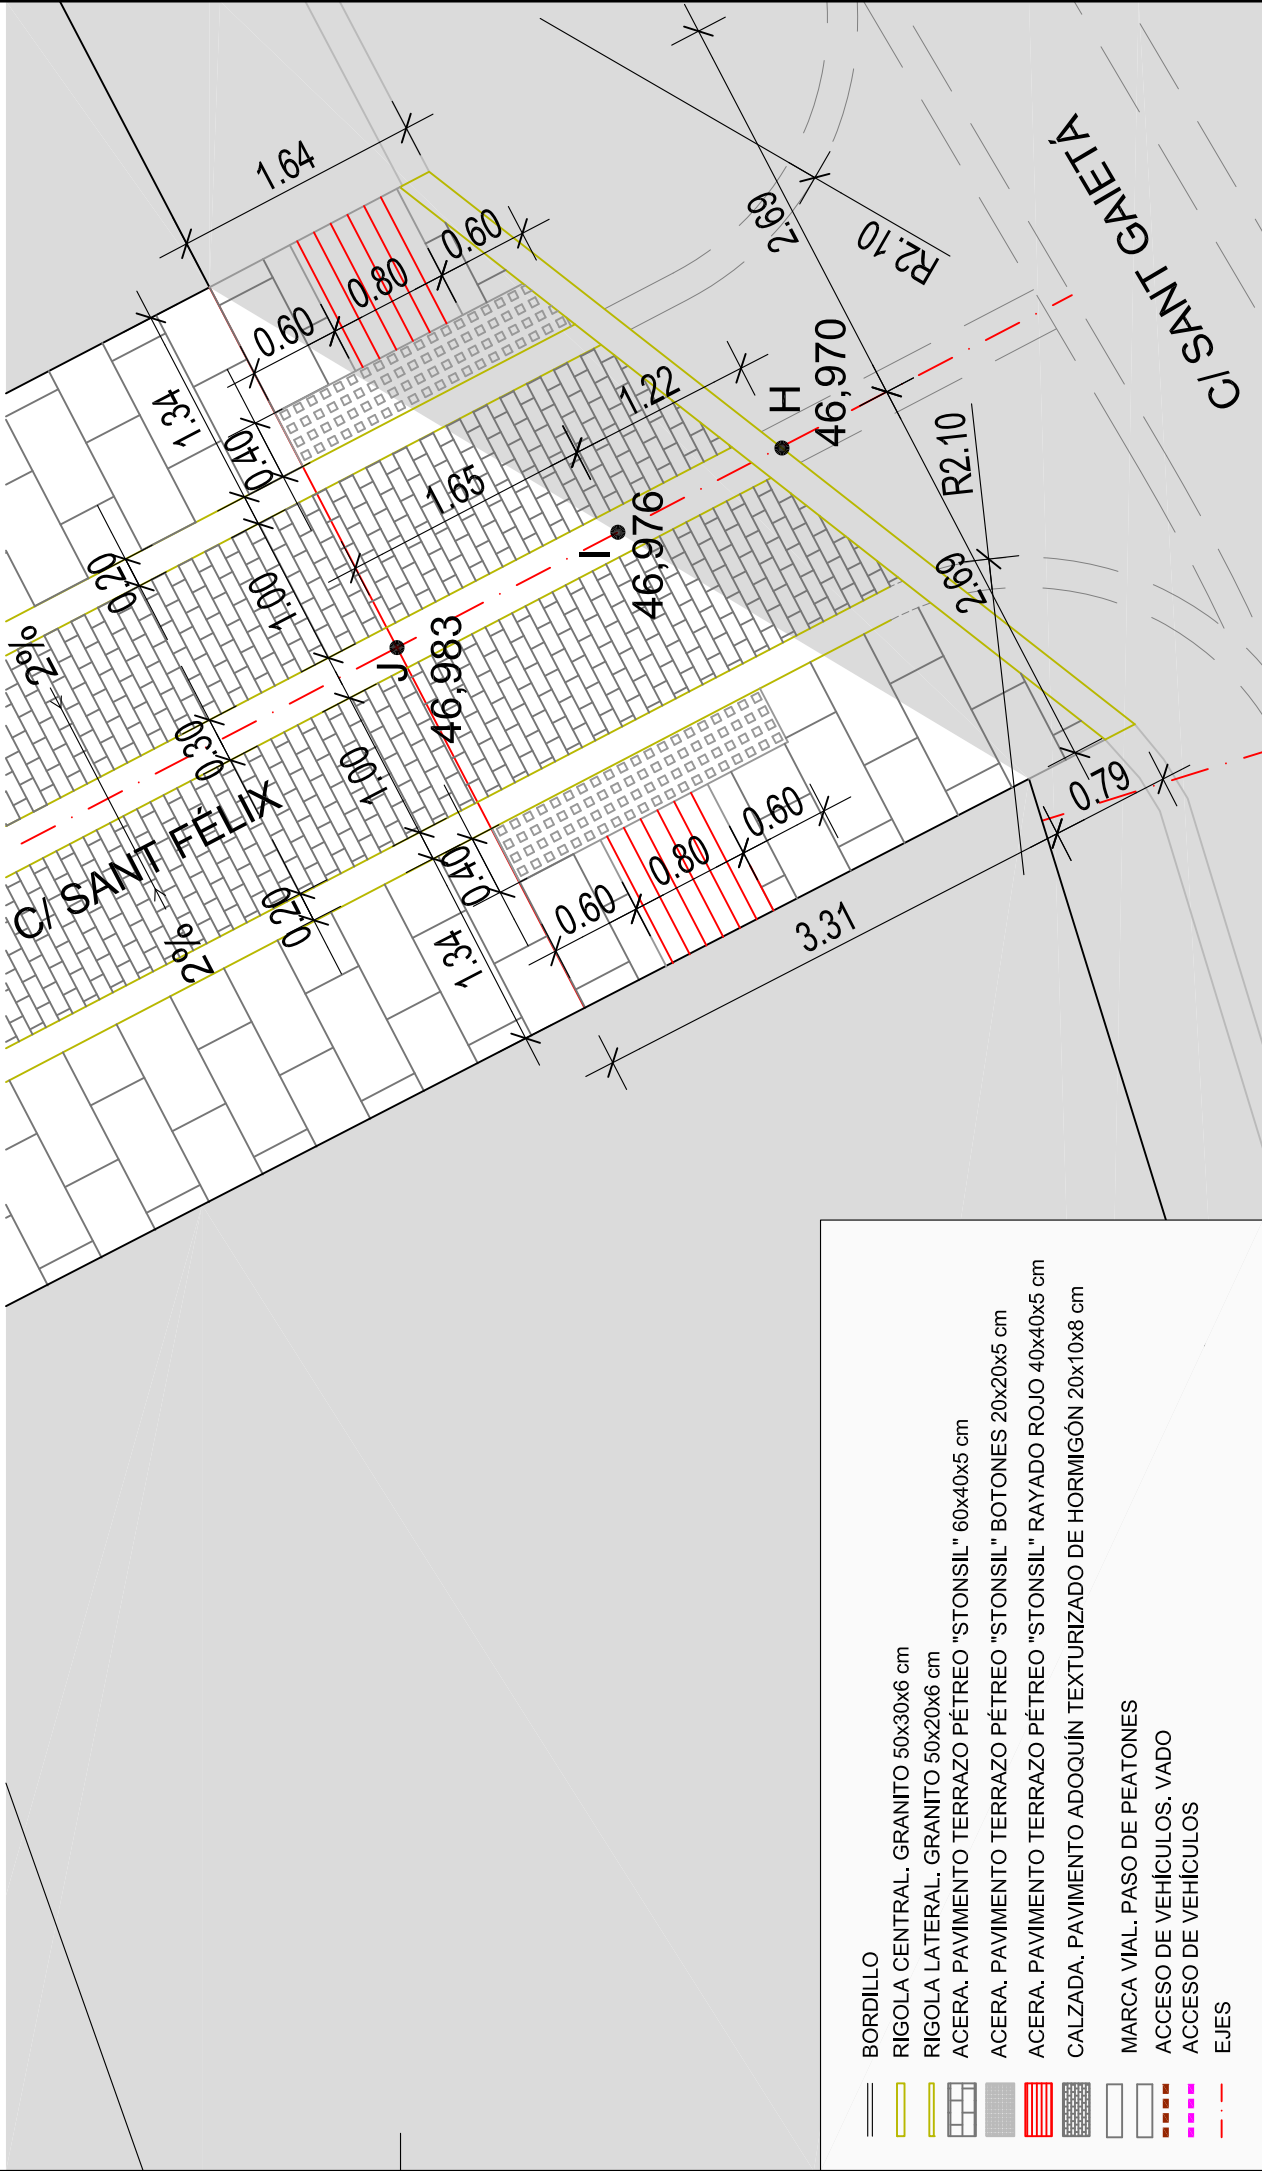 1.64
0.60
0.80
0.60
2.69
R2.10
C/ SANT GAIETÀ
1.34
0.40
1.22
H
46,970
R2.10
2.69
1.65
I
46,976
0.20
1.00
2%
J
46,983
0.30
1.00
C/ SANT FÉLIX
2%
0.20
0.40
1.34
0.60
0.80
0.60
0.79
3.31
BORDILLO
RIGOLA CENTRAL. GRANITO 50x30x6 cm
RIGOLA LATERAL. GRANITO 50x20x6 cm
ACERA. PAVIMENTO TERRAZO PÉTREO "STONSIL" 60x40x5 cm
ACERA. PAVIMENTO TERRAZO PÉTREO "STONSIL" BOTONES 20x20x5 cm
ACERA. PAVIMENTO TERRAZO PÉTREO "STONSIL" RAYADO ROJO 40x40x5 cm
CALZADA. PAVIMENTO ADOQUÍN TEXTURIZADO DE HORMIGÓN 20x10x8 cm
MARCA VIAL. PASO DE PEATONES
ACCESO DE VEHÍCULOS. VADO
ACCESO DE VEHÍCULOS
EJES